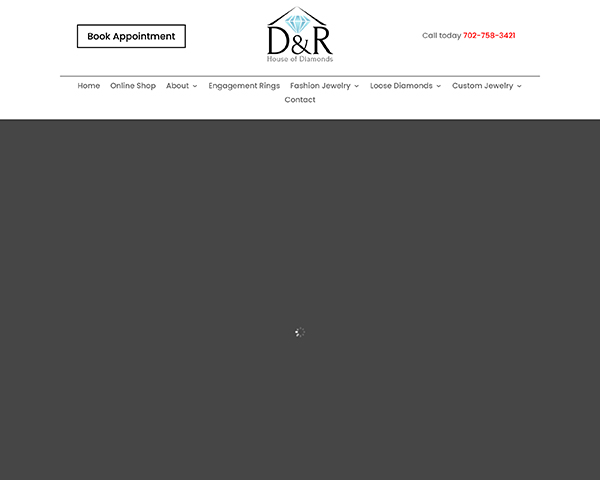 Book Appointment
D&R
House of Diamonds
Call today 702-758-3421
Home Online Shop About Engagement Rings Fashion Jewelry Loose Diamonds Custom Jewelry
Contact